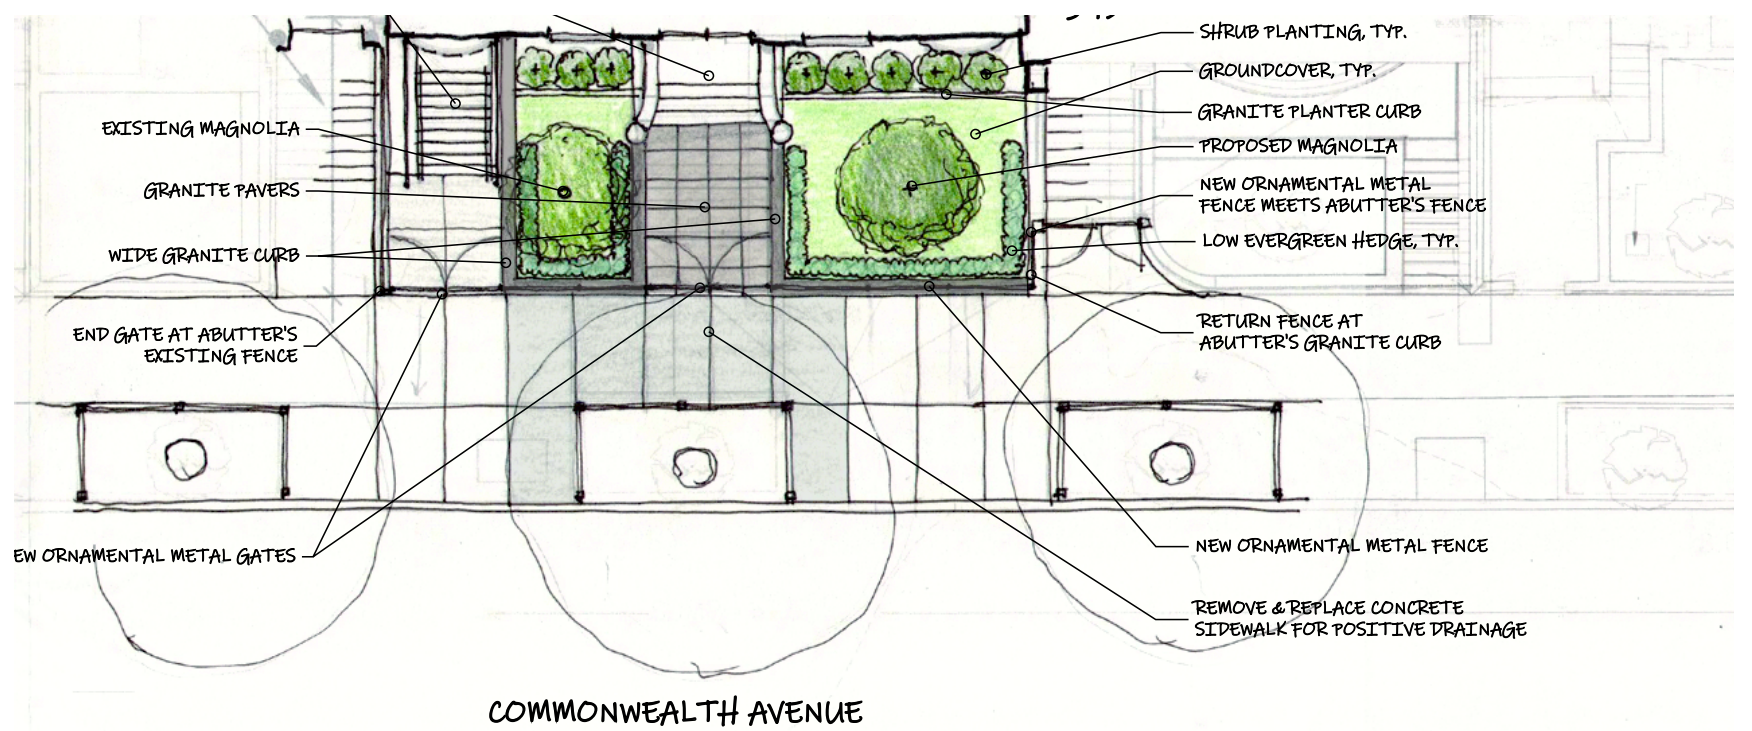 SHRUB PLANTING, TYP.
GROUNDCOVER, TYP.
GRANITE PLANTER CURB
EXISTING MAGNOLIA
PROPOSED MAGNOLIA
GRANITE PAVERS
NEW ORNAMENTAL METAL
FENCE MEETS ABUTTER'S FENCE
WIDE GRANITE CURB
LOW EVERGREEN HEDGE, TYP.
END GATE AT ABUTTER'S
EXISTING FENCE
RETURN FENCE AT
ABUTTER'S GRANITE CURB
EW ORNAMENTAL METAL GATES
NEW ORNAMENTAL METAL FENCE
REMOVE & REPLACE CONCRETE
SIDEWALK FOR POSITIVE DRAINAGE
COMMONWEALTH AVENUE